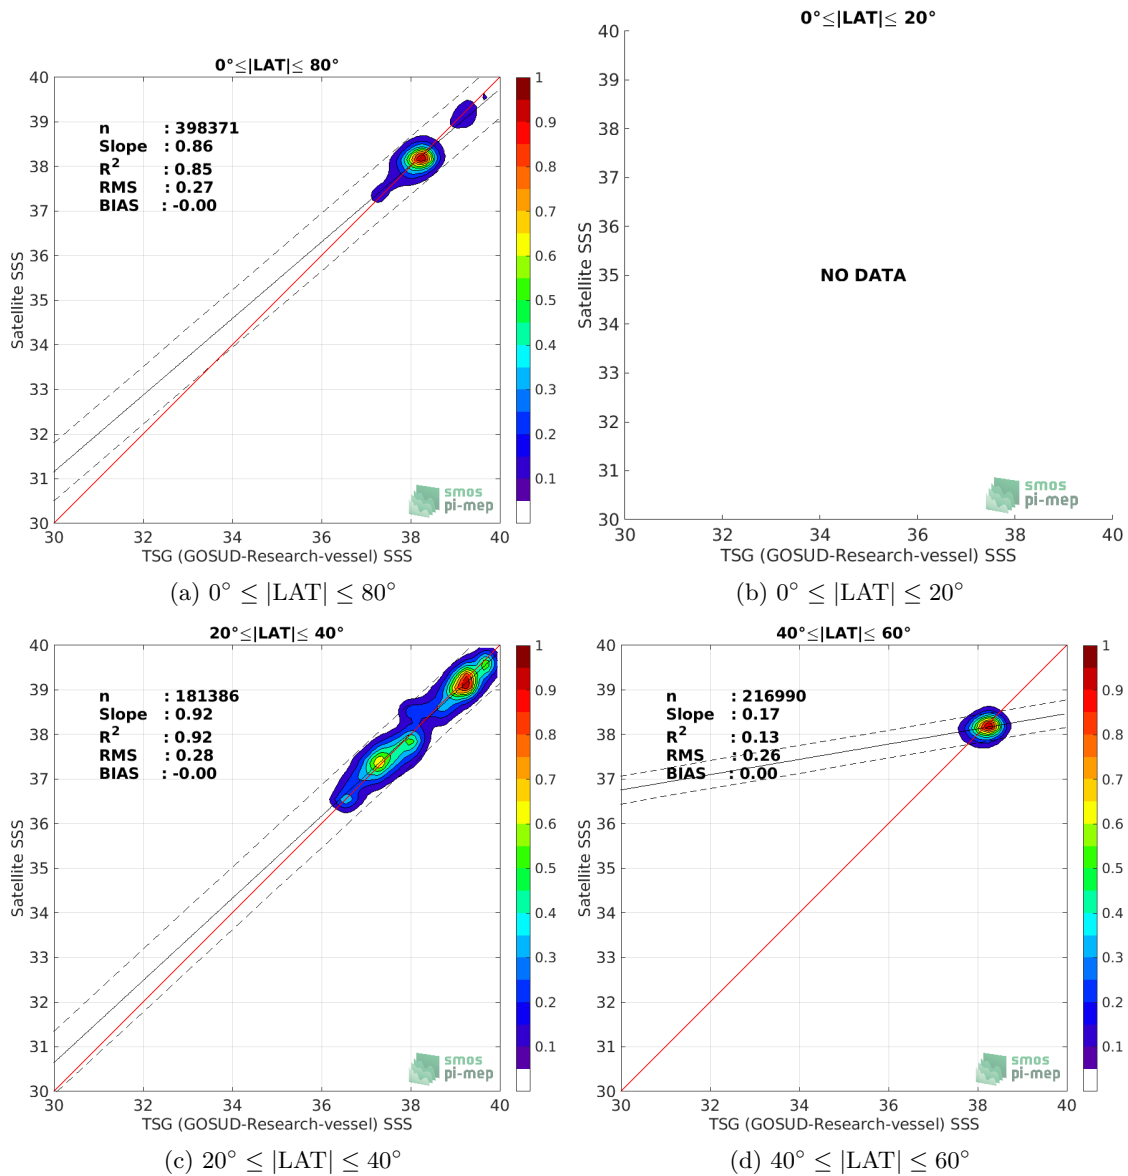 0°≤|LAT|≤ 80°
40
39
38
37
36
35
34
33
32
31
30
Satellite SSS
n : 398371
Slope : 0.86
R2 : 0.85
RMS : 0.27
BIAS : -0.00
smos
pi-mep
30 32 34 36 38 40
TSG (GOSUD-Research-vessel) SSS
1
0.9
0.8
0.7
0.6
0.5
0.4
0.3
0.2
0.1
(a) 0° ≤ |LAT| ≤ 80°
0°≤|LAT|≤ 20°
40
39
38
37
36
35
34
33
32
31
30
Satellite SSS
NO DATA
smos
pi-mep
30 32 34 36 38 40
TSG (GOSUD-Research-vessel) SSS
(b) 0° ≤ |LAT| ≤ 20°
20°≤|LAT|≤ 40°
40
39
38
37
36
35
34
33
32
31
30
Satellite SSS
n : 181386
Slope : 0.92
R2 : 0.92
RMS : 0.28
BIAS : -0.00
smos
pi-mep
30 32 34 36 38 40
TSG (GOSUD-Research-vessel) SSS
1
0.9
0.8
0.7
0.6
0.5
0.4
0.3
0.2
0.1
(c) 20° ≤ |LAT| ≤ 40°
40°≤|LAT|≤ 60°
40
39
38
37
36
35
34
33
32
31
30
Satellite SSS
n : 216990
Slope : 0.17
R2 : 0.13
RMS : 0.26
BIAS : 0.00
smos
pi-mep
30 32 34 36 38 40
TSG (GOSUD-Research-vessel) SSS
1
0.9
0.8
0.7
0.6
0.5
0.4
0.3
0.2
0.1
(d) 40° ≤ |LAT| ≤ 60°